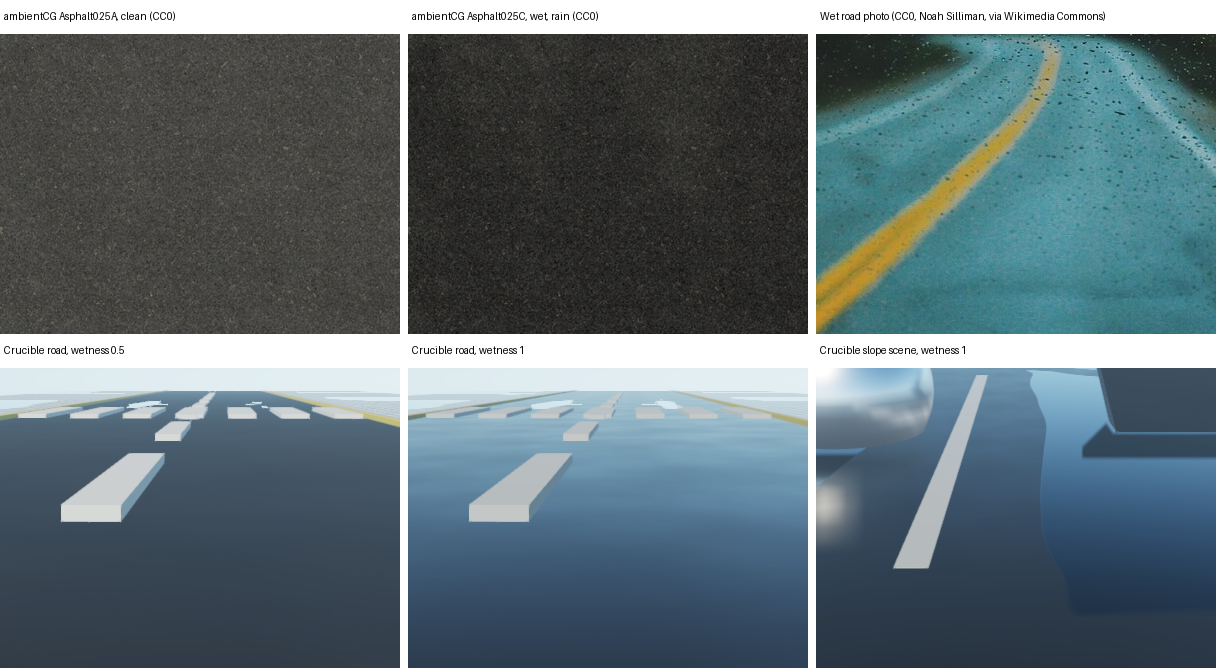 ambientCG Asphalt025A, clean (CC0)
ambientCG Asphalt025C, wet, rain (CC0)
Wet road photo (CC0, Noah Silliman, via Wikimedia Commons)
Crucible road, wetness 0.5
Crucible road, wetness 1
Crucible slope scene, wetness 1